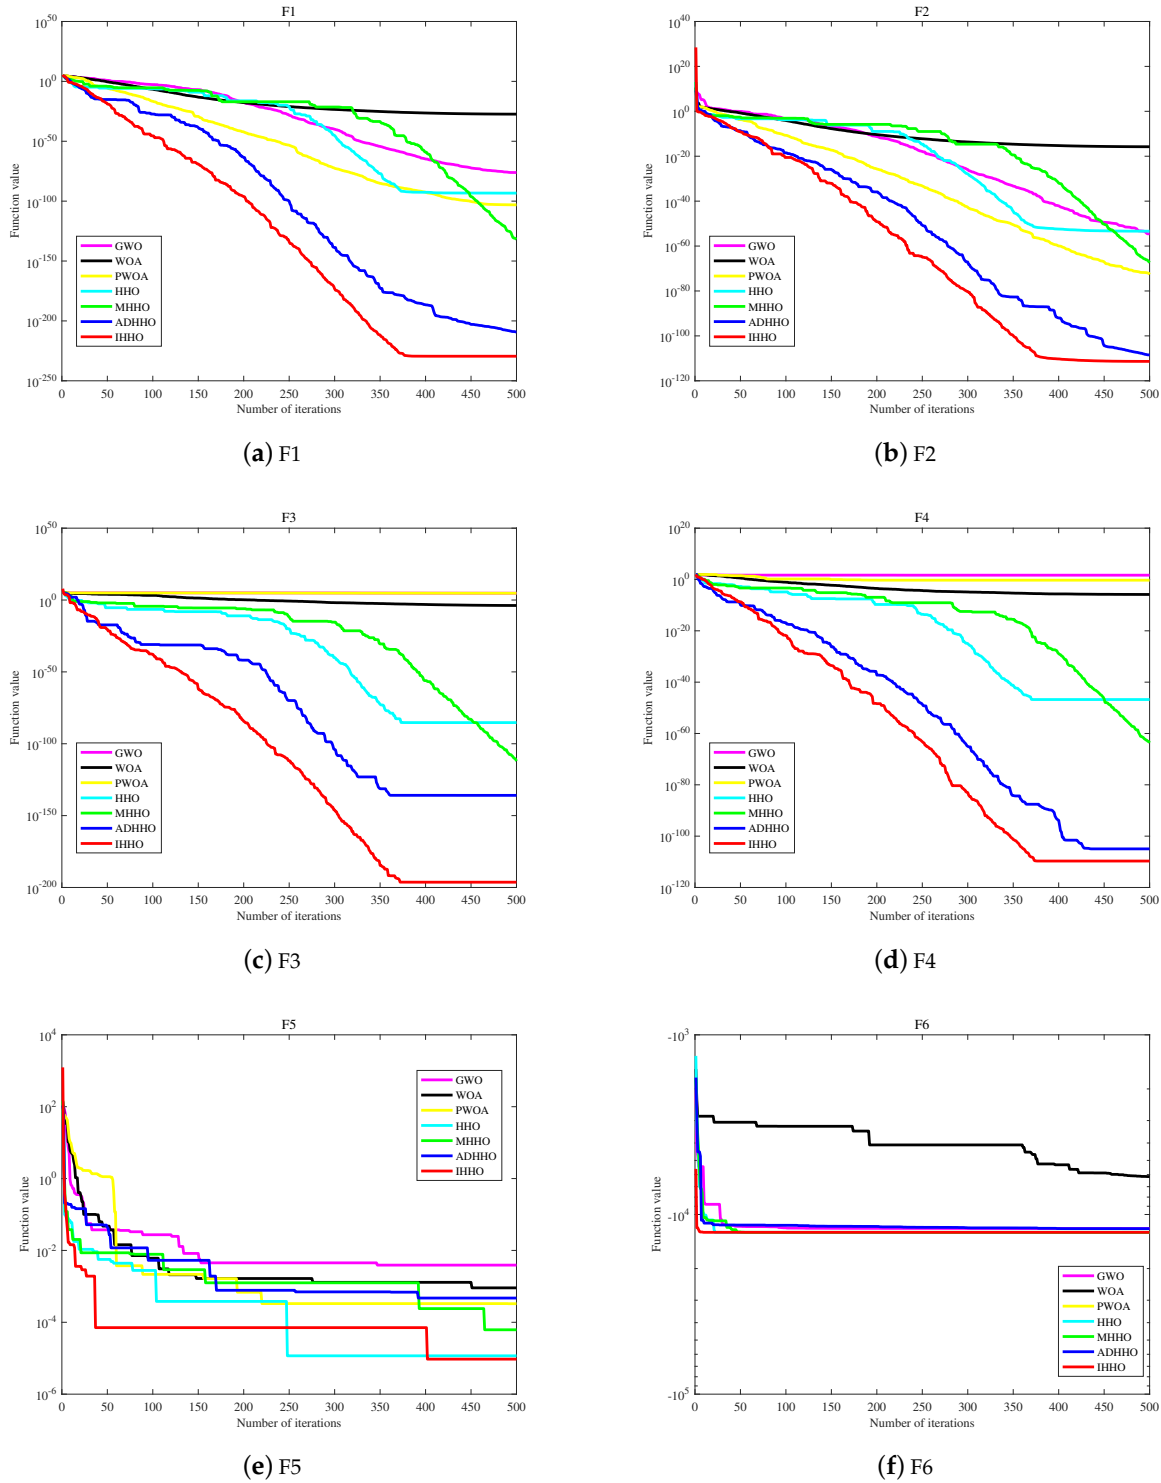 F1
Function value
10^50
10^0
10^-50
10^-100
10^-150
10^-200
10^-250
GWO
WOA
PWOA
HHO
MHHO
ADHHO
IHHO
0 50 100 150 200 250 300 350 400 450 500
Number of iterions
(a) F1
F2
Function value
10^40
10^20
10^0
10^-20
10^-40
10^-60
10^-80
10^-100
10^-120
GWO
WOA
PWOA
HHO
MHHO
ADHHO
IHHO
0 50 100 150 200 250 300 350 400 450 500
Number of iterations
(b) F2
F3
Function value
10^50
10^0
10^-50
10^-100
10^-150
10^-200
GWO
WOA
PWOA
HHO
MHHO
ADHHO
IHHO
0 50 100 150 200 250 300 350 400 450 500
Number of iterations
(c) F3
F4
Function value
10^20
10^0
10^-20
10^-40
10^-60
10^-80
10^-100
10^-120
GWO
WOA
PWOA
HHO
MHHO
ADHHO
IHHO
0 50 100 150 200 250 300 350 400 450 500
Number of iterations
(d) F4
F5
Function value
10^4
10^2
10^0
10^-2
10^-4
10^-6
GWO
WOA
PWOA
HHO
MHHO
ADHHO
IHHO
0 50 100 150 200 250 300 350 400 450 500
Number of iterations
(e) F5
F6
Function value
-10^3
-10^4
-10^5
GWO
WOA
PWOA
HHO
MHHO
ADHHO
IHHO
0 50 100 150 200 250 300 350 400 450 500
Number of iterations
(f) F6